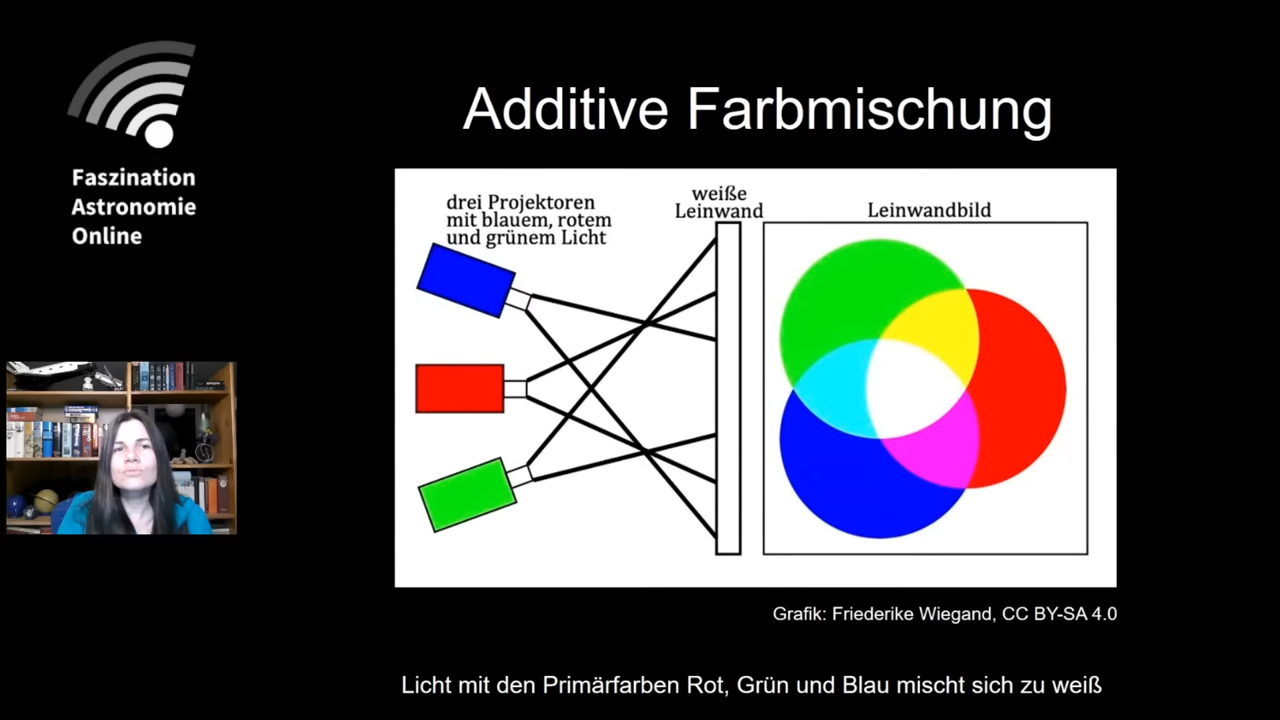 Faszination
Astronomie
Online
Additive Farbmischung
drei Projektoren
mit blauem, rotem
und grünem Licht
weiße
Leinwand
Leinwandbild
Grafik: Friederike Wiegand, CC BY-SA 4.0
Licht mit den Primärfarben Rot, Grün und Blau mischt sich zu weiß